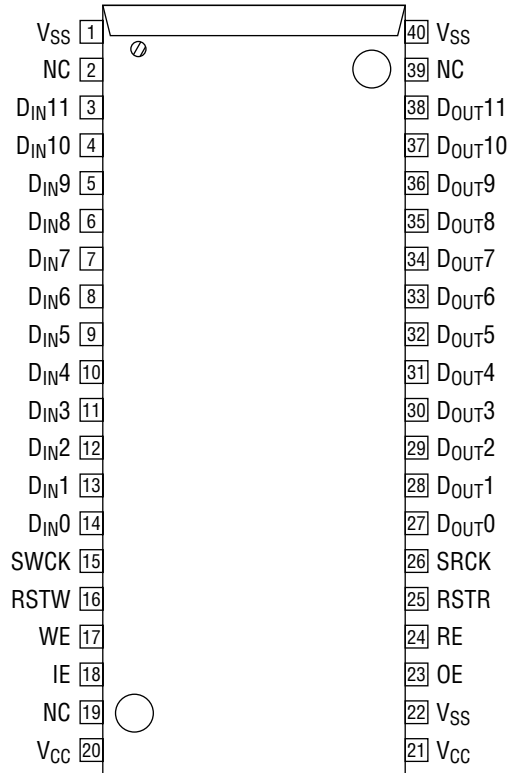 VSS 1 40 VSS
NC 2 39 NC
DIN11 3 38 DOUT11
DIN10 4 37 DOUT10
DIN9 5 36 DOUT9
DIN8 6 35 DOUT8
DIN7 7 34 DOUT7
DIN6 8 33 DOUT6
DIN5 9 32 DOUT5
DIN4 10 31 DOUT4
DIN3 11 30 DOUT3
DIN2 12 29 DOUT2
DIN1 13 28 DOUT1
DIN0 14 27 DOUT0
SWCK 15 26 SRCK
RSTW 16 25 RSTR
WE 17 24 RE
IE 18 23 OE
NC 19 22 VSS
VCC 20 21 VCC